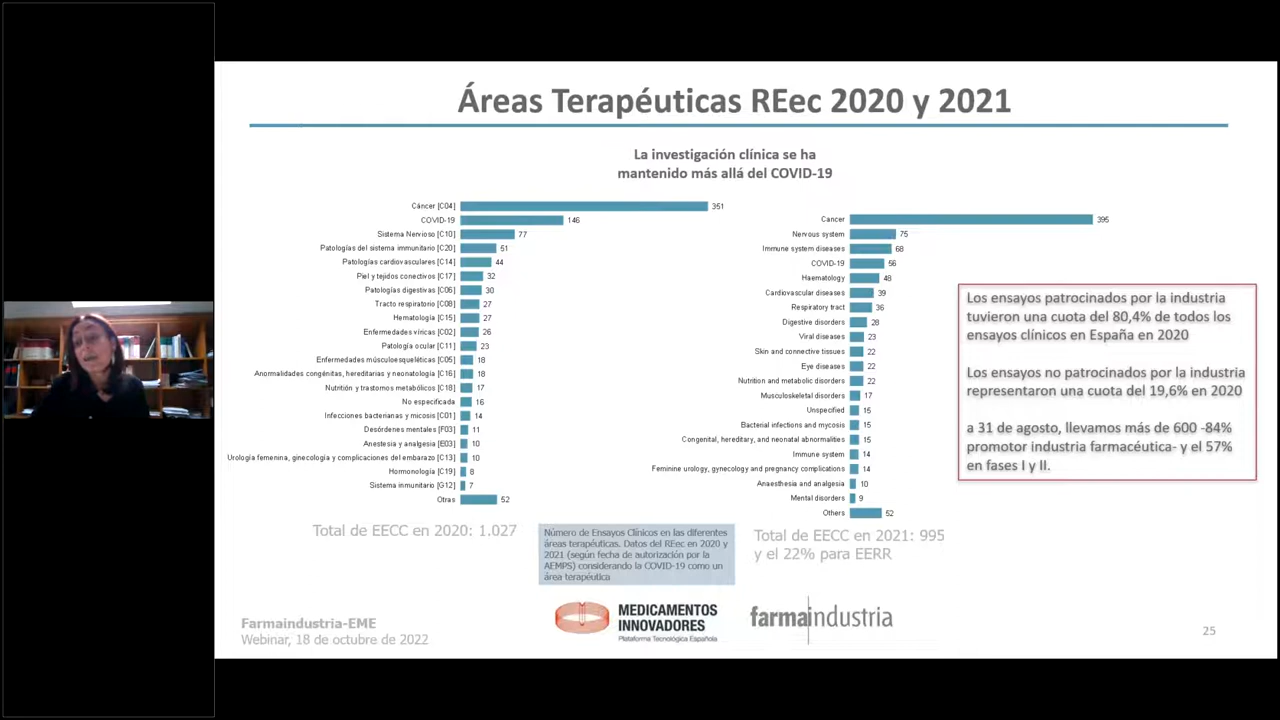 Áreas Terapéuticas REec 2020 y 2021
La investigación clínica se ha
mantenido más allá del COVID-19
Cáncer [C04] 351
COVID-19 146
Sistema Nervioso [C10] 77
Patologías del sistema inmunitario [C20] 51
Patologías cardiovasculares [C14] 44
Piel y tejidos conectivos [C17] 32
Patologías digestivas [C06] 30
Tracto respiratorio [C08] 27
Hematología [C15] 27
Enfermedades víricas [C02] 26
Patología ocular [C11] 23
Enfermedades músculoesqueléticas [C05] 18
Anormalidades congénitas, hereditarias y neonatología [C16] 18
Nutrición y trastornos metabólicos [C18] 17
No especificada 16
Infecciones bacterianas y micosis [C01] 14
Desórdenes mentales [F03] 11
Anestesia y analgesia [E03] 10
Urología femenina, ginecología y complicaciones del embarazo [C13] 10
Hormonología [C19] 8
Sistema inmunitario [G12] 7
Otras 52
Total de EECC en 2020: 1.027
Cancer 395
Nervous system 75
Immune system diseases 68
COVID-19 56
Haematology 48
Cardiovascular diseases 39
Respiratory tract 36
Digestive disorders 28
Viral diseases 23
Skin and connective tissues 22
Eye diseases 22
Nutrition and metabolic disorders 22
Musculoskeletal disorders 17
Unspecified 15
Bacterial infections and mycosis 15
Congenital, hereditary, and neonatal abnormalities 15
Immune system 14
Feminine urology, gynecology and pregnancy complications 14
Anaesthesia and analgesia 10
Mental disorders 9
Others 52
Total de EECC en 2021: 995
y el 22% para EERR
Los ensayos patrocinados por la industria
tuvieron una cuota del 80,4% de todos los
ensayos clínicos en España en 2020
Los ensayos no patrocinados por la industria
representaron una cuota del 19,6% en 2020
a 31 de agosto, llevamos más de 600 -84%
promotor industria farmacéutica- y el 57%
en fases I y II.
Número de Ensayos Clínicos en las diferentes
áreas terapéuticas. Datos del REec en 2020 y
2021 (según fecha de autorización por la
AEMPS) considerando la COVID-19 como un
área terapéutica
MEDICAMENTOS
INNOVADORES
Plataforma Tecnológica Española
farmaindustria
Farmaindustria-EME
Webinar, 18 de octubre de 2022
25